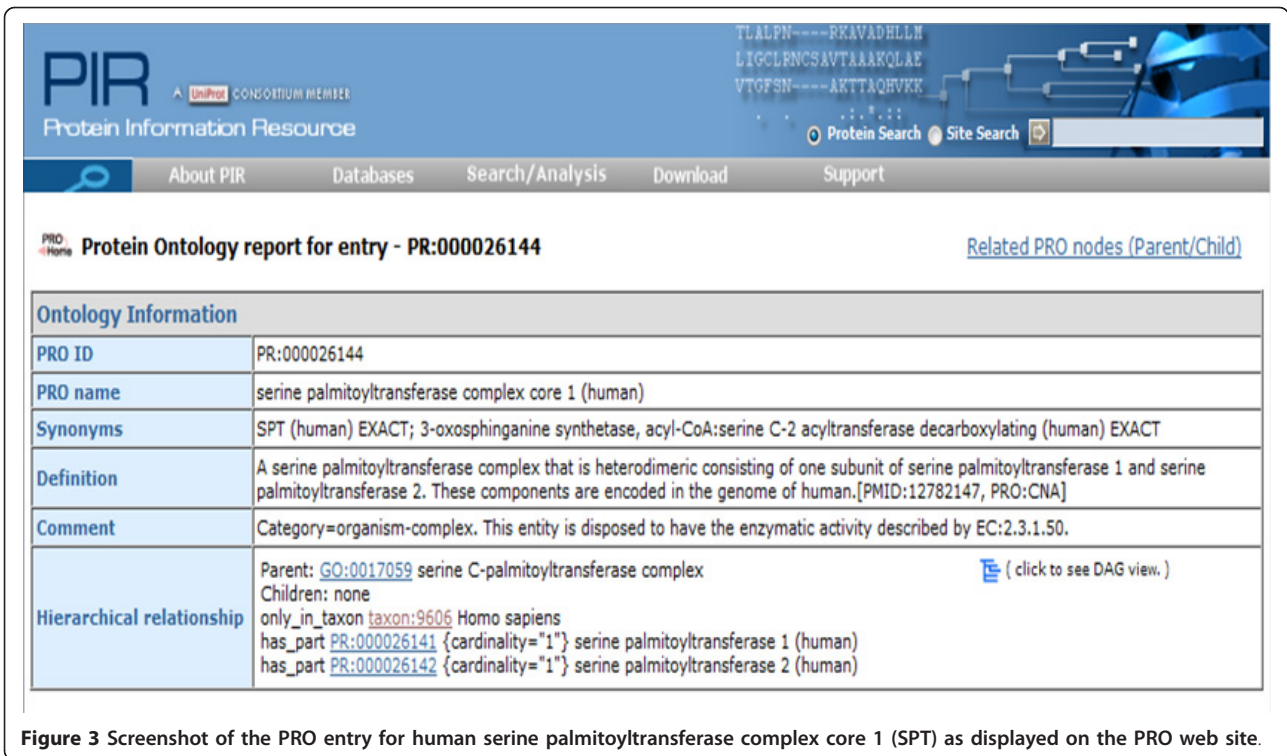 TLALPN----RKAVADHLLM
LIGCLRNCSAVTAAAKQLAE
VTGFSN----AKTTAQHVKK
. . .:.*.::
PIR A UniProt CONSORTIUM MEMBER
Protein Information Resource
Protein Search Site Search
About PIR Databases Search/Analysis Download Support
PRO Home Protein Ontology report for entry - PR:000026144 Related PRO nodes (Parent/Child)
Ontology Information
PRO ID PR:000026144
PRO name serine palmitoyltransferase complex core 1 (human)
Synonyms SPT (human) EXACT; 3-oxosphinganine synthetase, acyl-CoA:serine C-2 acyltransferase decarboxylating (human) EXACT
Definition A serine palmitoyltransferase complex that is heterodimeric consisting of one subunit of serine palmitoyltransferase 1 and serine
palmitoyltransferase 2. These components are encoded in the genome of human.[PMID:12782147, PRO:CNA]
Comment Category=organism-complex. This entity is disposed to have the enzymatic activity described by EC:2.3.1.50.
Hierarchical relationship Parent: GO:0017059 serine C-palmitoyltransferase complex ( click to see DAG view. )
Children: none
only_in_taxon taxon:9606 Homo sapiens
has_part PR:000026141 {cardinality="1"} serine palmitoyltransferase 1 (human)
has_part PR:000026142 {cardinality="1"} serine palmitoyltransferase 2 (human)
Figure 3 Screenshot of the PRO entry for human serine palmitoyltransferase complex core 1 (SPT) as displayed on the PRO web site.